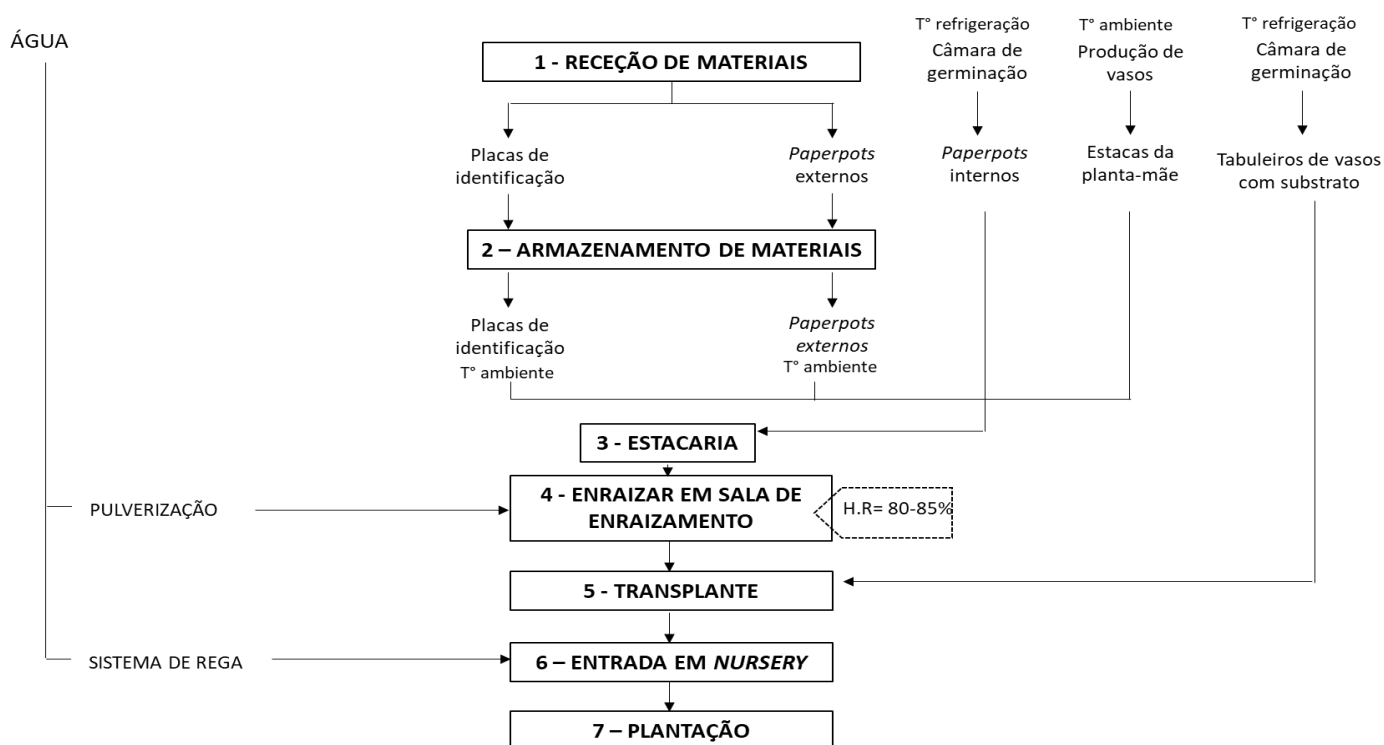 ÁGUA
1 - RECEÇÃO DE MATERIAIS
T° refrigeração
Câmara de
germinação
T° ambiente
Produção de
vasos
T° refrigeração
Câmara de
germinação
Placas de
identificação
Paperpots
externos
Paperpots
internos
Estacas da
planta-mãe
Tabuleiros de vasos
com substrato
2 – ARMAZENAMENTO DE MATERIAIS
Placas de
identificação
T° ambiente
Paperpots
externos
T° ambiente
3 - ESTACARIA
PULVERIZAÇÃO
4 - ENRAIZAR EM SALA DE
ENRAIZAMENTO
H.R= 80-85%
5 - TRANSPLANTE
SISTEMA DE REGA
6 – ENTRADA EM NURSERY
7 – PLANTAÇÃO